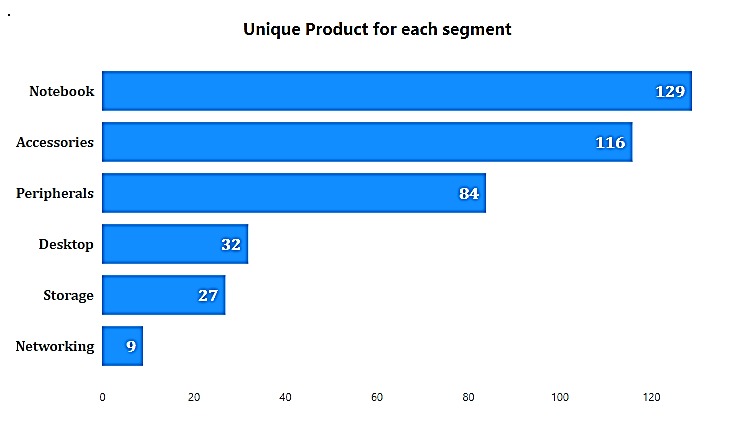 Unique Product for each segment
Notebook 129
Accessories 116
Peripherals 84
Desktop 32
Storage 27
Networking 9
0 20 40 60 80 100 120